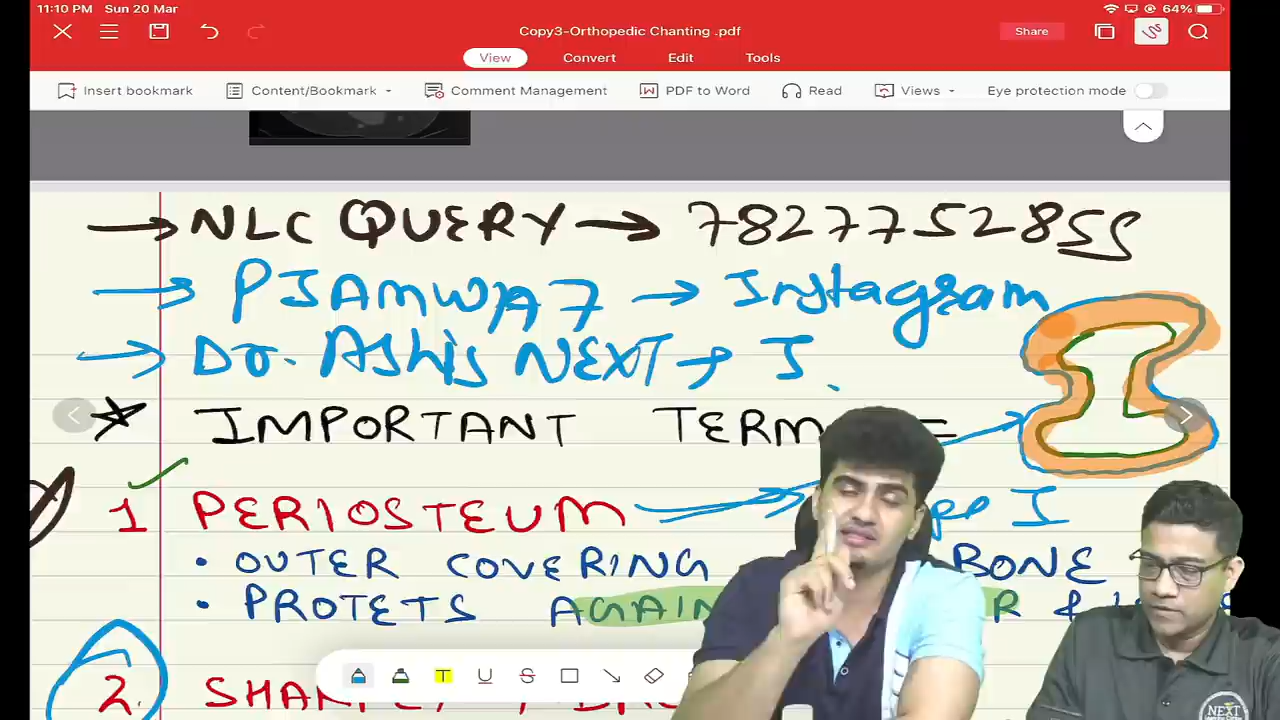 11:10 PM Sun 20 Mar 64%
Copy3-Orthopedic Chanting .pdf
Share
View Convert Edit Tools
Insert bookmark Content/Bookmark Comment Management PDF to Word Read Views Eye protection mode
→ NLC QUERY → 7827752855
→ PJAMWA7 → Instagram
→ Dr. Ashis NEXT → I
* IMPORTANT TERM =
1 PERIOSTEUM → I
• OUTER COVERING BONE
• PROTETS AGAIN R &
2.
T
NEXT